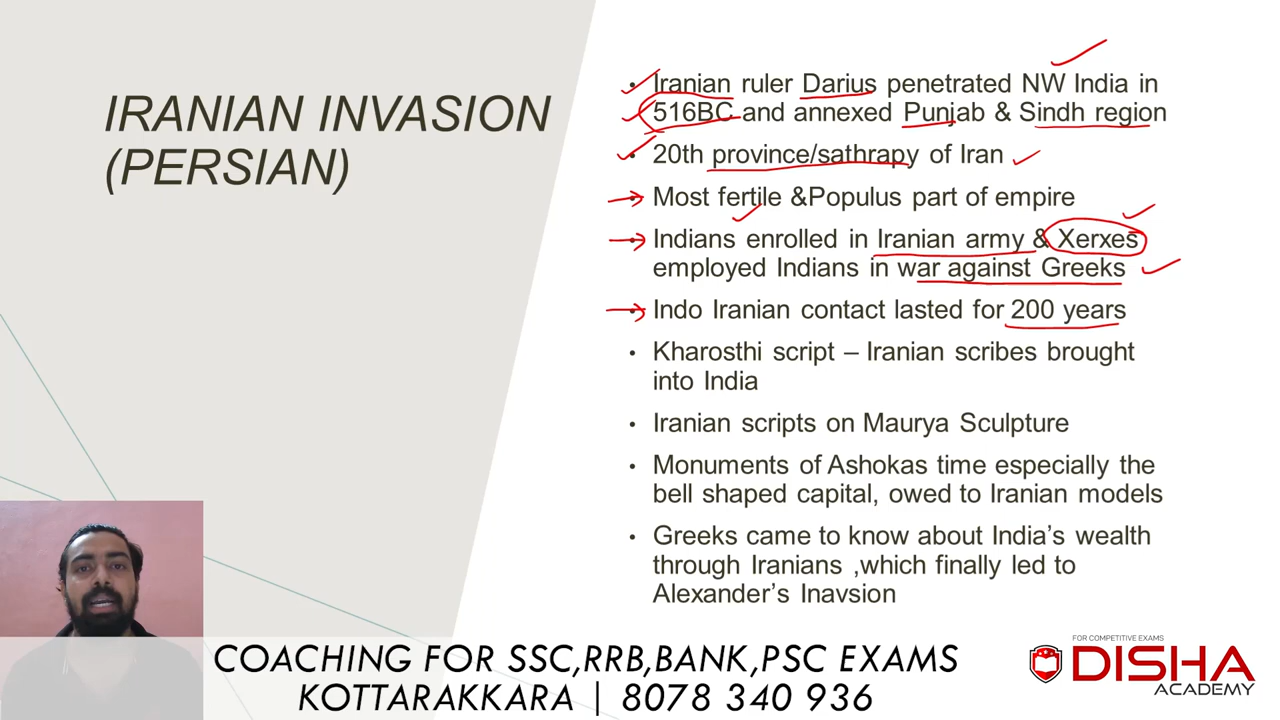 IRANIAN INVASION
(PERSIAN)
• Iranian ruler Darius penetrated NW India in
516BC and annexed Punjab & Sindh region
• 20th province/sathrapy of Iran
Most fertile &Populus part of empire
Indians enrolled in Iranian army & Xerxes
employed Indians in war against Greeks
• Indo Iranian contact lasted for 200 years
• Kharosthi script – Iranian scribes brought
into India
• Iranian scripts on Maurya Sculpture
• Monuments of Ashokas time especially the
bell shaped capital, owed to Iranian models
• Greeks came to know about India's wealth
through Iranians ,which finally led to
Alexander's Inavsion
COACHING FOR SSC,RRB,BANK,PSC EXAMS
KOTTARAKKARA | 8078 340 936
FOR COMPETITIVE EXAMS
DISHA
ACADEMY